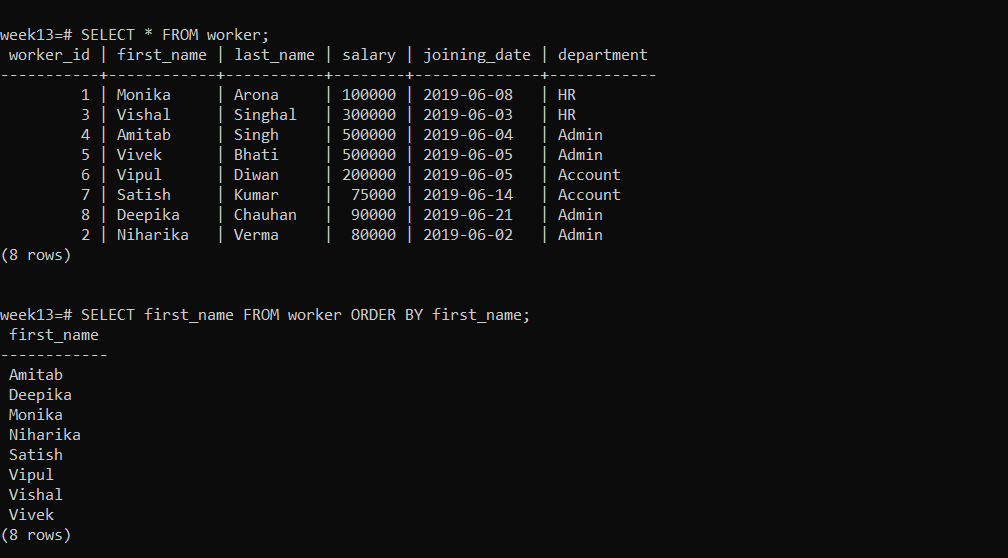 week13=# SELECT * FROM worker;
 worker_id | first_name | last_name | salary | joining_date | department
-----------+------------+-----------+--------+--------------+------------
         1 | Monika     | Arona     | 100000 | 2019-06-08   | HR
         3 | Vishal     | Singhal   | 300000 | 2019-06-03   | HR
         4 | Amitab     | Singh     | 500000 | 2019-06-04   | Admin
         5 | Vivek      | Bhati     | 500000 | 2019-06-05   | Admin
         6 | Vipul      | Diwan     | 200000 | 2019-06-05   | Account
         7 | Satish     | Kumar     |  75000 | 2019-06-14   | Account
         8 | Deepika    | Chauhan   |  90000 | 2019-06-21   | Admin
         2 | Niharika   | Verma     |  80000 | 2019-06-02   | Admin
(8 rows)
week13=# SELECT first_name FROM worker ORDER BY first_name;
 first_name
------------
 Amitab
 Deepika
 Monika
 Niharika
 Satish
 Vipul
 Vishal
 Vivek
(8 rows)